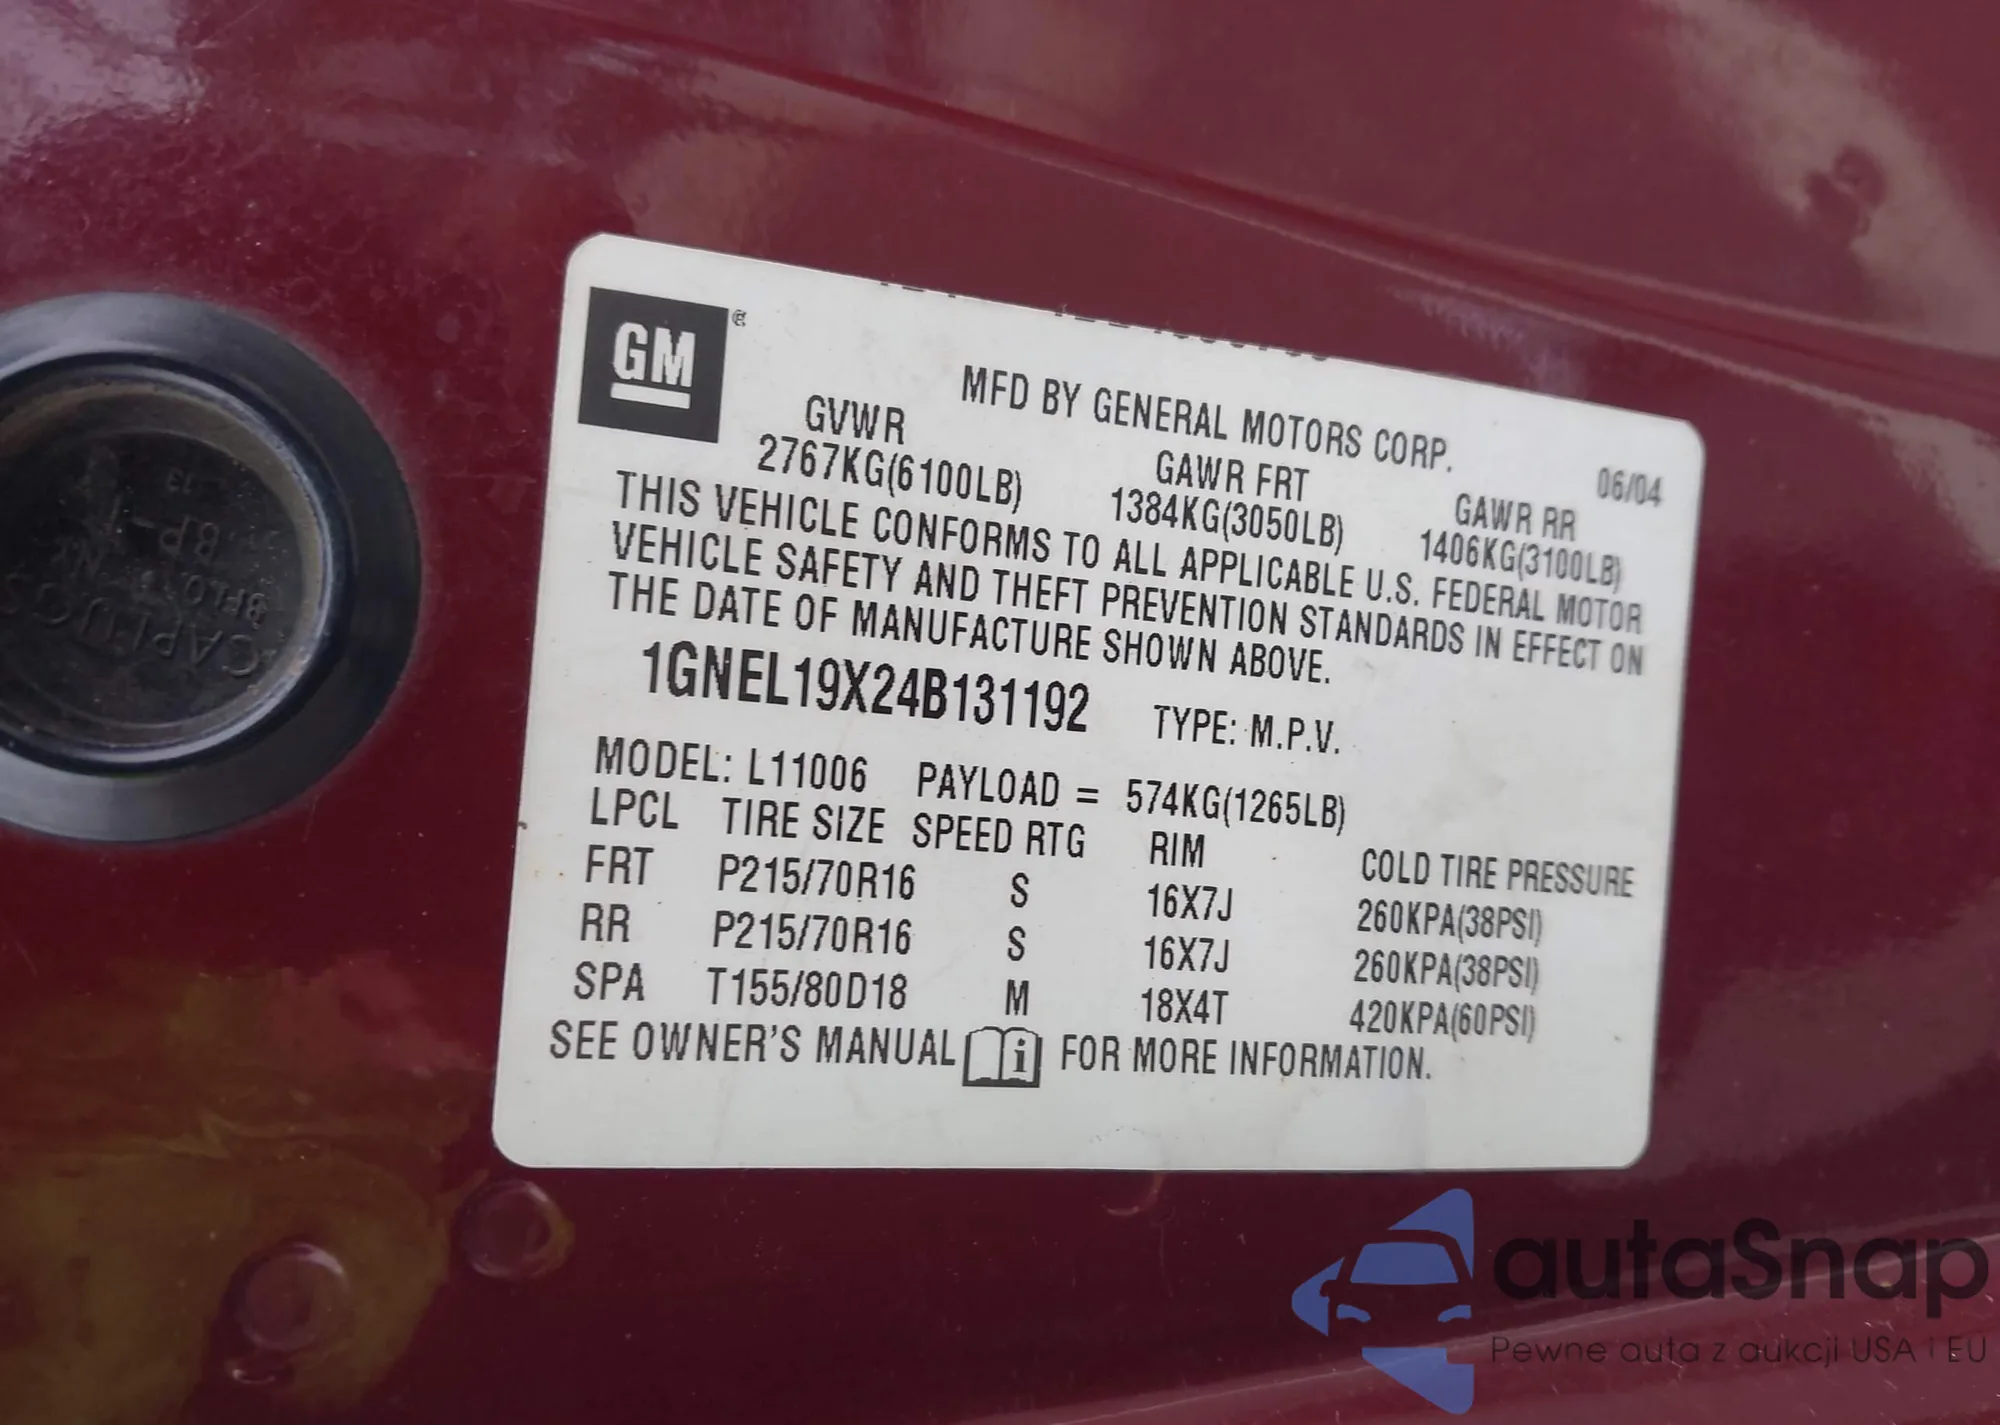 GM
MFD BY GENERAL MOTORS CORP.
06/04
GVWR GAWR FRT GAWR RR
2767KG(6100LB) 1384KG(3050LB) 1406KG(3100LB)
THIS VEHICLE CONFORMS TO ALL APPLICABLE U.S. FEDERAL MOTOR
VEHICLE SAFETY AND THEFT PREVENTION STANDARDS IN EFFECT ON
THE DATE OF MANUFACTURE SHOWN ABOVE.
1GNEL19X24B131192 TYPE: M.P.V.
MODEL: L11006 PAYLOAD = 574KG(1265LB)
LPCL TIRE SIZE SPEED RTG RIM COLD TIRE PRESSURE
FRT P215/70R16 S 16X7J 260KPA(38PSI)
RR P215/70R16 S 16X7J 260KPA(38PSI)
SPA T155/80D18 M 18X4T 420KPA(60PSI)
SEE OWNER'S MANUAL i FOR MORE INFORMATION.
CAPLUGS
BP-
autaSnap
Pewne auta z aukcji USA i EU